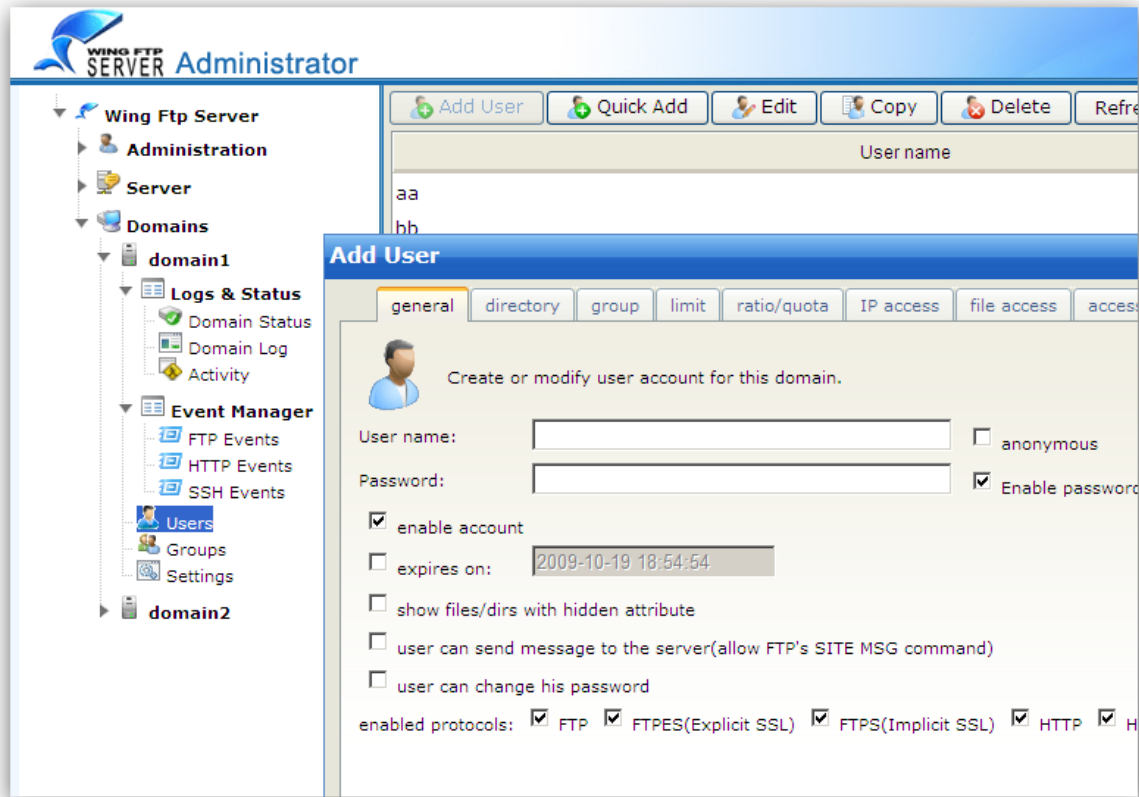 WING FTP
SERVER Administrator
Wing Ftp Server
Administration
Server
Domains
domain1
Logs & Status
Domain Status
Domain Log
Activity
Event Manager
FTP Events
HTTP Events
SSH Events
Users
Groups
Settings
domain2
Add User Quick Add Edit Copy Delete Refre
User name
aa
bb
Add User
general directory group limit ratio/quota IP access file access access
Create or modify user account for this domain.
User name: anonymous
Password: Enable password
enable account
expires on: 2009-10-19 18:54:54
show files/dirs with hidden attribute
user can send message to the server(allow FTP's SITE MSG command)
user can change his password
enabled protocols: FTP FTPES(Explicit SSL) FTPS(Implicit SSL) HTTP H